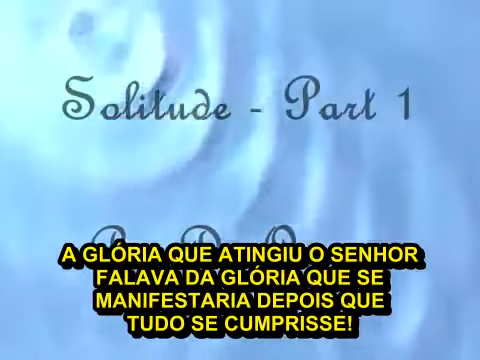 Solitude - Part 1
A GLÓRIA QUE ATINGIU O SENHOR
FALAVA DA GLÓRIA QUE SE
MANIFESTARIA DEPOIS QUE
TUDO SE CUMPRISSE!